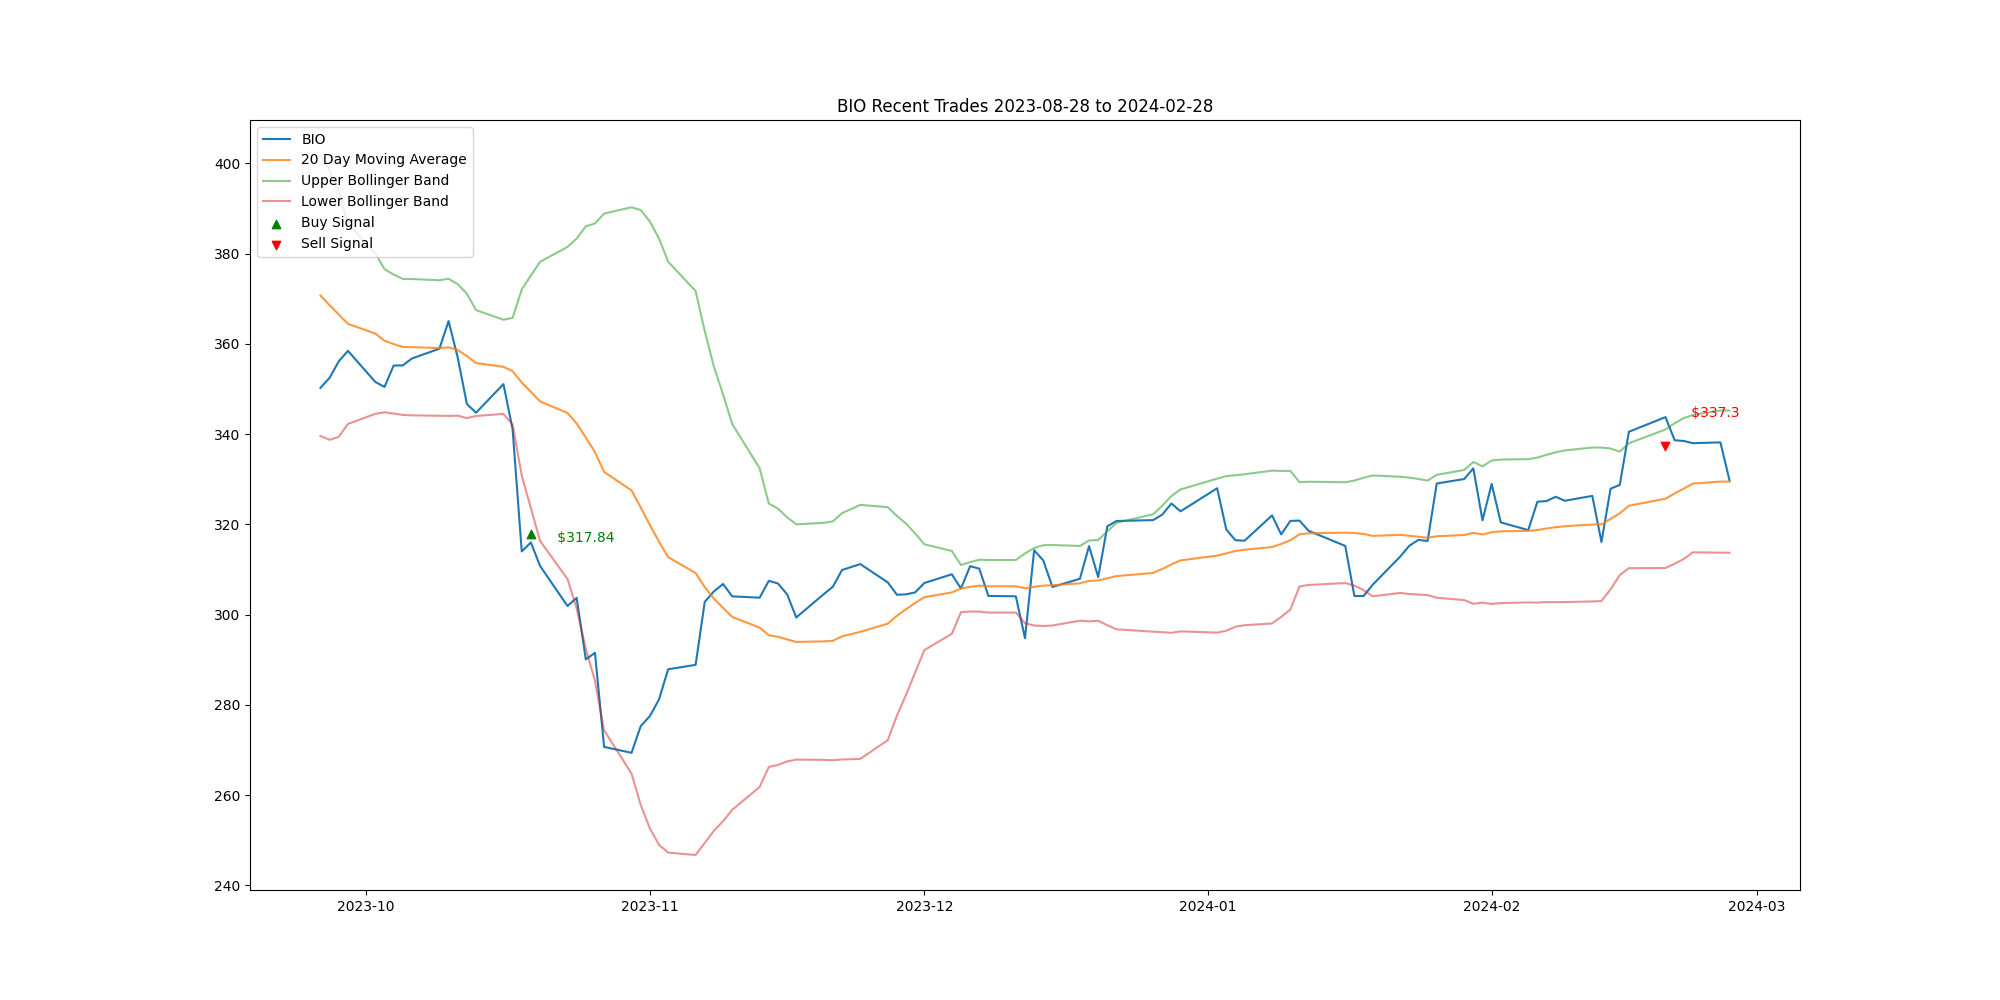 BIO Recent Trades 2023-08-28 to 2024-02-28
BIO
20 Day Moving Average
Upper Bollinger Band
Lower Bollinger Band
Buy Signal
Sell Signal
400
380
360
340
320
300
280
260
240
$337.3
$317.84
2023-10
2023-11
2023-12
2024-01
2024-02
2024-03